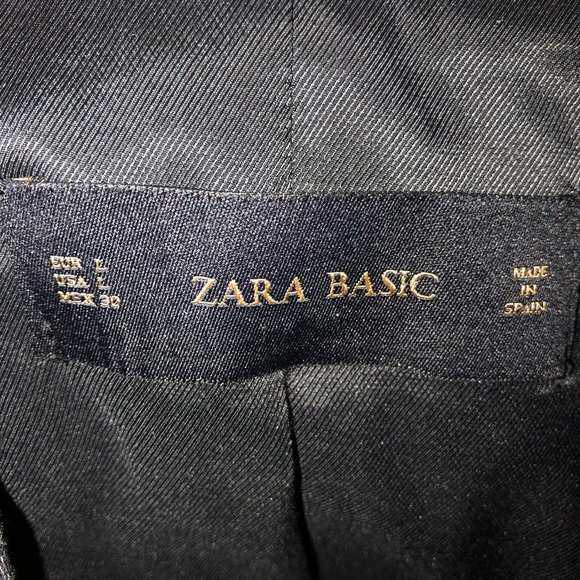 EUR L
USA L
MEX 30
ZARA BASIC
MADE
IN
SPAIN